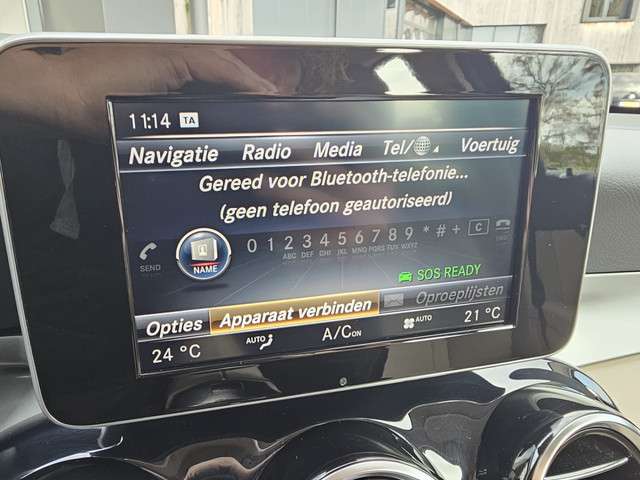 11:14 TA
Navigatie Radio Media Tel/ Voertuig
Gereed voor Bluetooth-telefonie...
(geen telefoon geautoriseerd)
0 1 2 3 4 5 6 7 8 9 * # + C
ABC DEF GHI JKL MNO PQRS TUV WXYZ
SEND NAME END
SOS READY
Opties Apparaat verbinden Oproeplijsten
24 °C AUTO A/C ON AUTO 21 °C